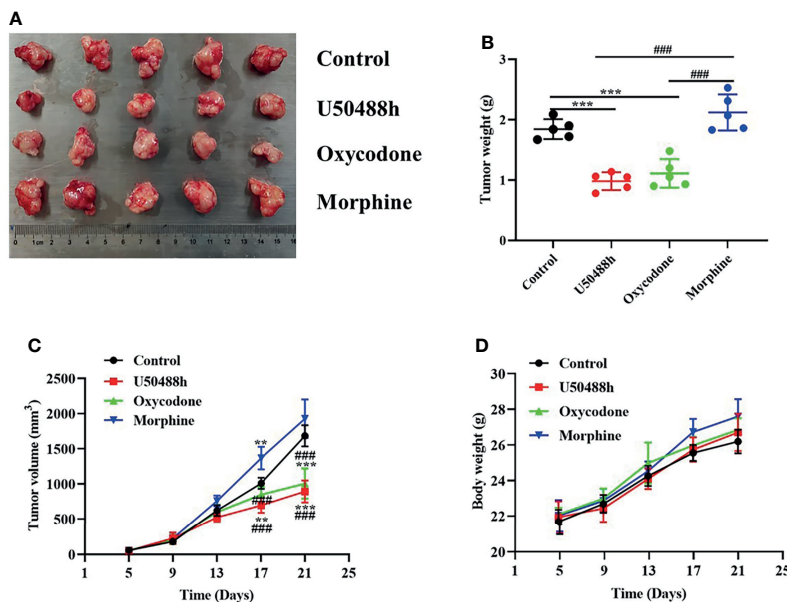 A
Control
U50488h
Oxycodone
Morphine
0 1cm 2 3 4 5 6 7 8 9 10 11 12 13 14 15 16
B
###
###
***
***
Tumor weight (g)
3
2
1
0
Control
U50488h
Oxycodone
Morphine
C
Control
U50488h
Oxycodone
Morphine
Tumor volume (mm³)
2500
2000
1500
1000
500
0
**
###
**
###
###
***
***
###
1 5 9 13 17 21 25
Time (Days)
D
Control
U50488h
Oxycodone
Morphine
Body weight (g)
30
28
26
24
22
20
1 5 9 13 17 21 25
Time (Days)